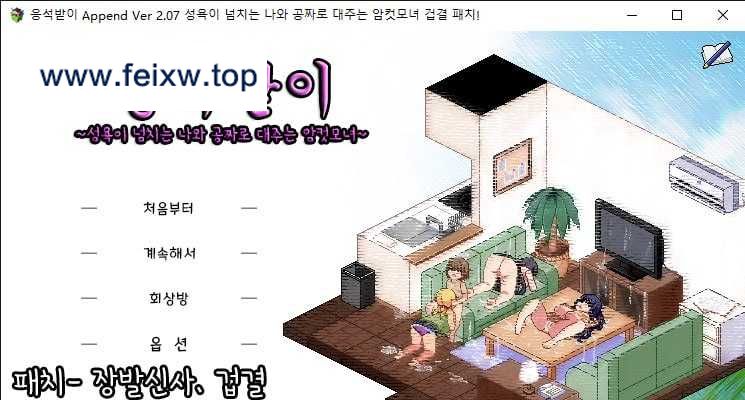 응석받이 Append Ver 2.07 성욕이 넘치는 나와 공짜로 대주는 암컷모녀 겁결 패치!
www.feixw.top
받이
~성욕이 넘치는 나와 공짜로 대주는 암컷모녀~
처음부터
계속해서
회상방
옵 션
패치- 장발신사. 겁결